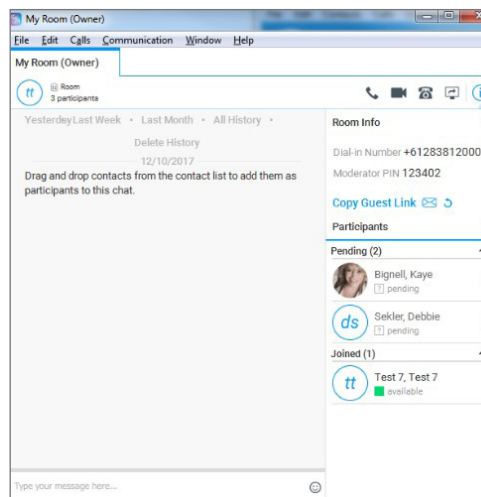 My Room (Owner)
File Edit Calls Communication Window Help
My Room (Owner)
tt
Room
3 participants
Yesterday Last Week • Last Month • All History •
Delete History
12/10/2017
Drag and drop contacts from the contact list to add them as
participants to this chat.
Type your message here...
Room Info
Dial-in Number +61283812000
Moderator PIN 123402
Copy Guest Link
Participants
Pending (2)
Bignell, Kaye
? pending
ds
Sekler, Debbie
? pending
Joined (1)
tt
Test 7, Test 7
available